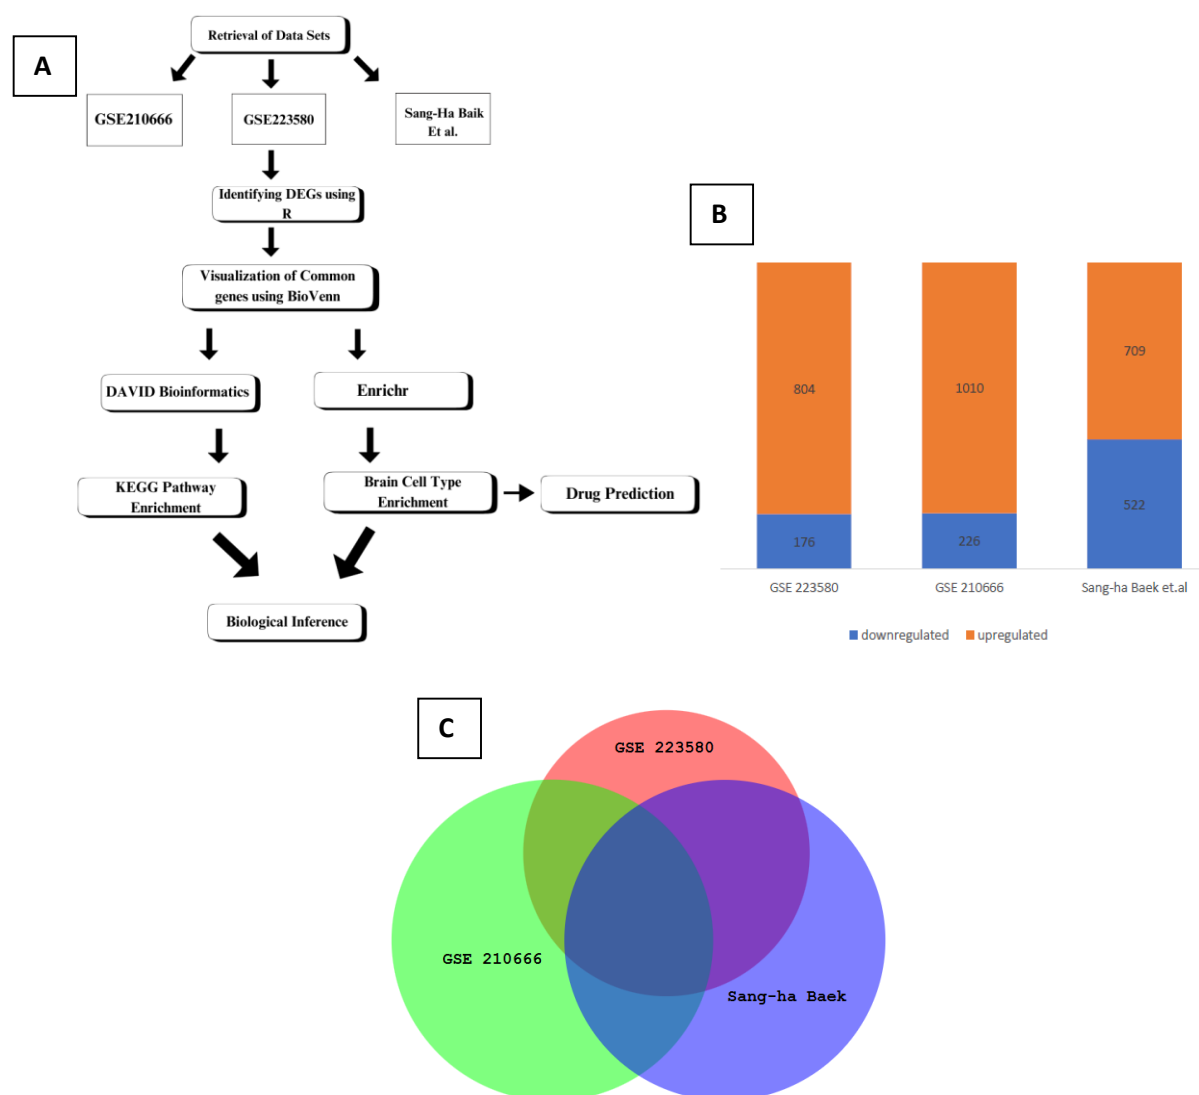 A
Retrieval of Data Sets
GSE210666
GSE223580
Sang-Ha Baik
Et al.
Identifying DEGs using
R
Visualization of Common
genes using BioVenn
DAVID Bioinformatics
Enrichr
KEGG Pathway
Enrichment
Brain Cell Type
Enrichment
Drug Prediction
Biological Inference
B
804
1010
709
176
226
522
GSE 223580
GSE 210666
Sang-ha Baek et.al
downregulated
upregulated
C
GSE 223580
GSE 210666
Sang-ha Baek